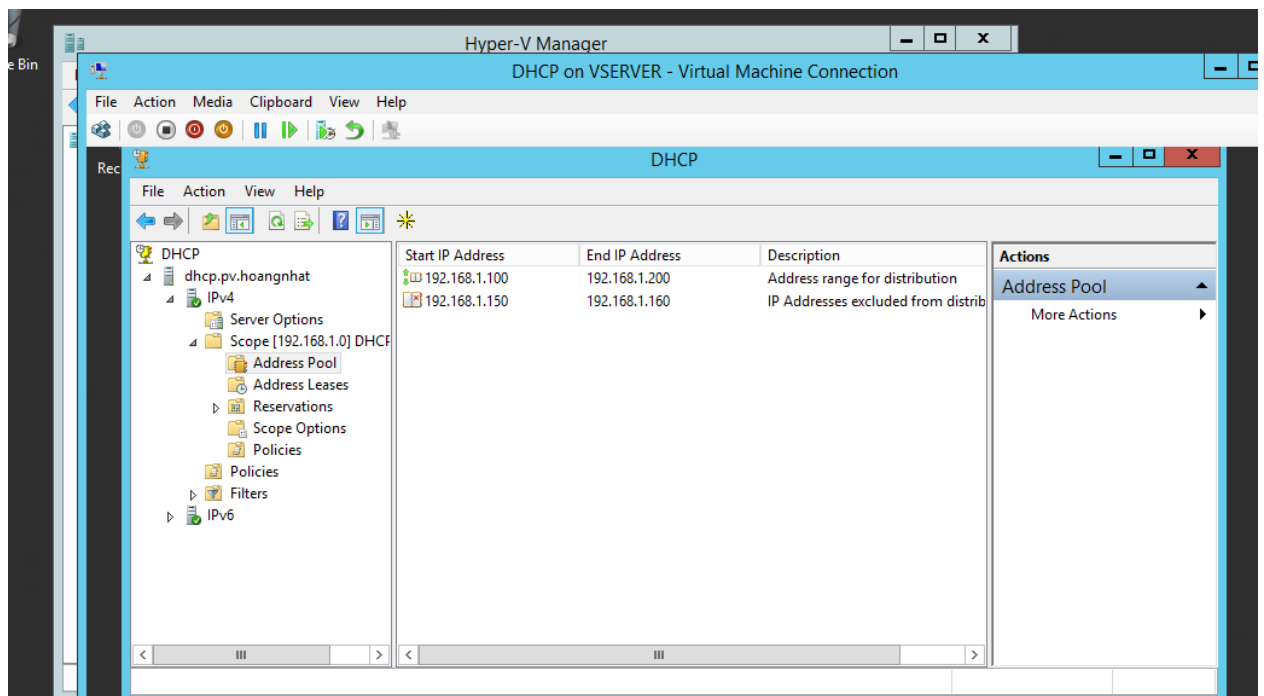 Hyper-V Manager
e Bin
DHCP on VSERVER - Virtual Machine Connection
File Action Media Clipboard View Help
Rec
DHCP
File Action View Help
DHCP
dhcp.pv.hoangnhat
IPv4
Server Options
Scope [192.168.1.0] DHCP
Address Pool
Address Leases
Reservations
Scope Options
Policies
Policies
Filters
IPv6
Start IP Address End IP Address Description
192.168.1.100 192.168.1.200 Address range for distribution
192.168.1.150 192.168.1.160 IP Addresses excluded from distrib
Actions
Address Pool
More Actions